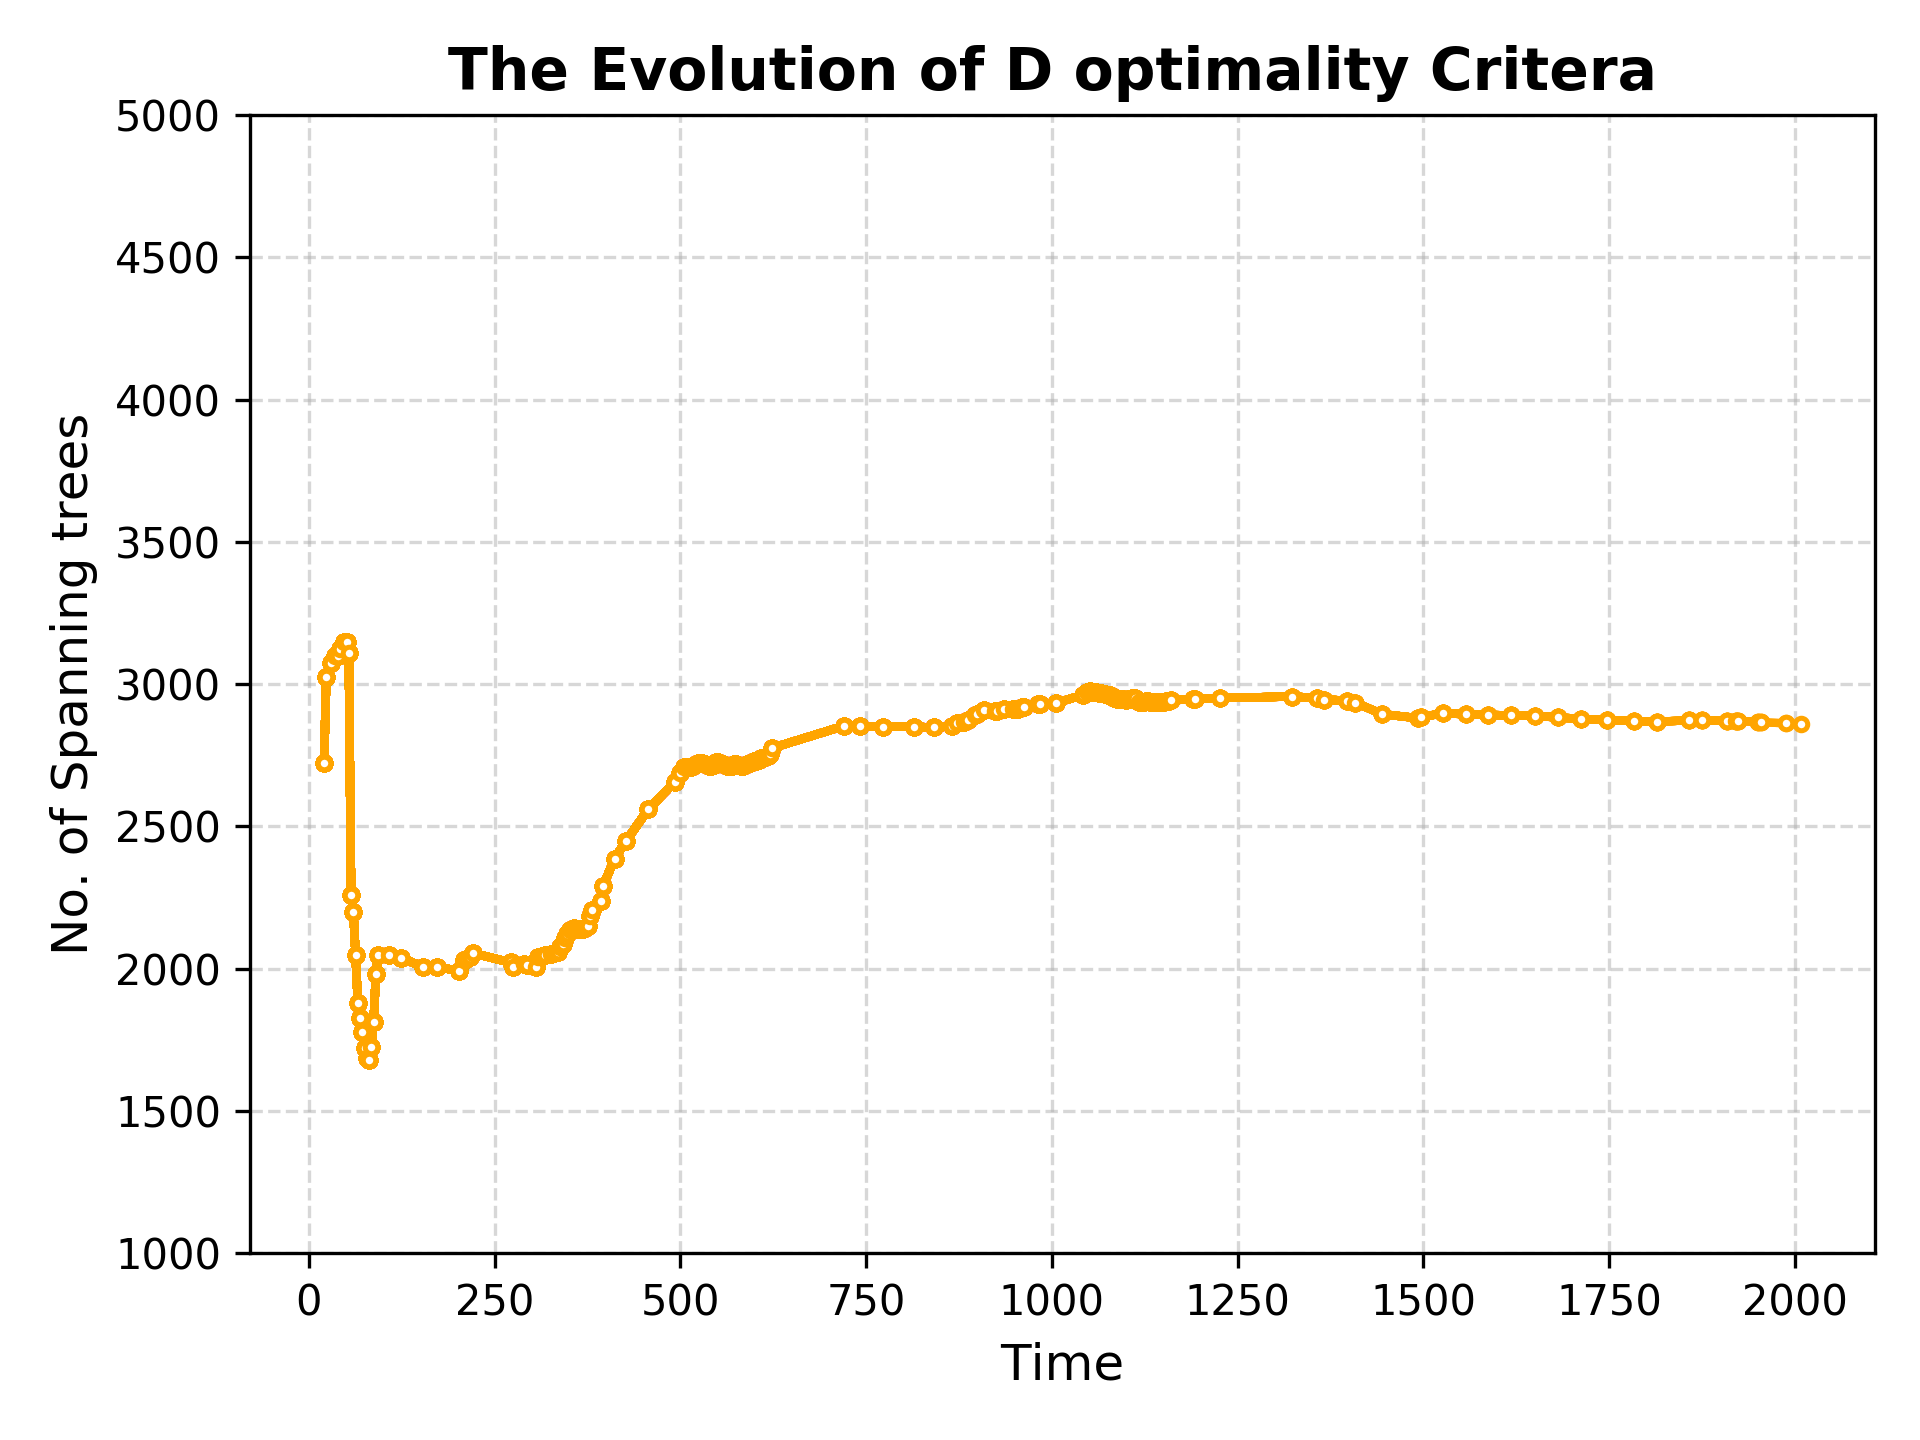 The Evolution of D optimality Critera
5000
4500
4000
3500
3000
2500
2000
1500
1000
No. of Spanning trees
0 250 500 750 1000 1250 1500 1750 2000
Time